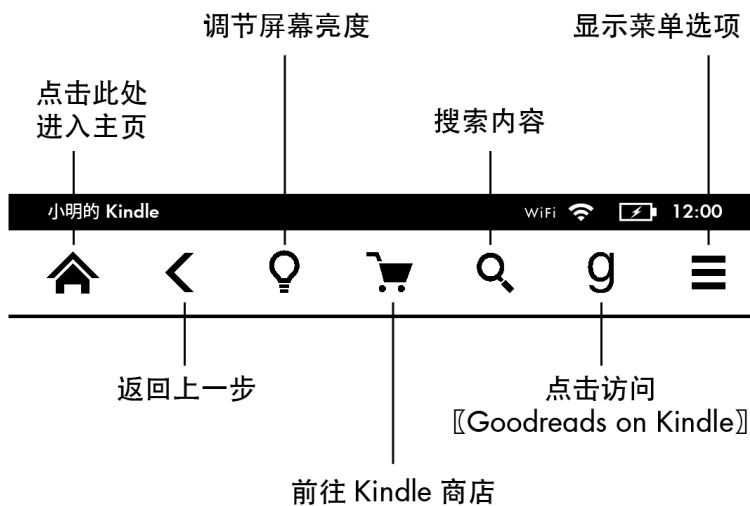 调节屏幕亮度
显示菜单选项
点击此处
进入主页
搜索内容
小明的 Kindle
WiFi
12:00
g
返回上一步
点击访问
〖Goodreads on Kindle〗
前往 Kindle 商店